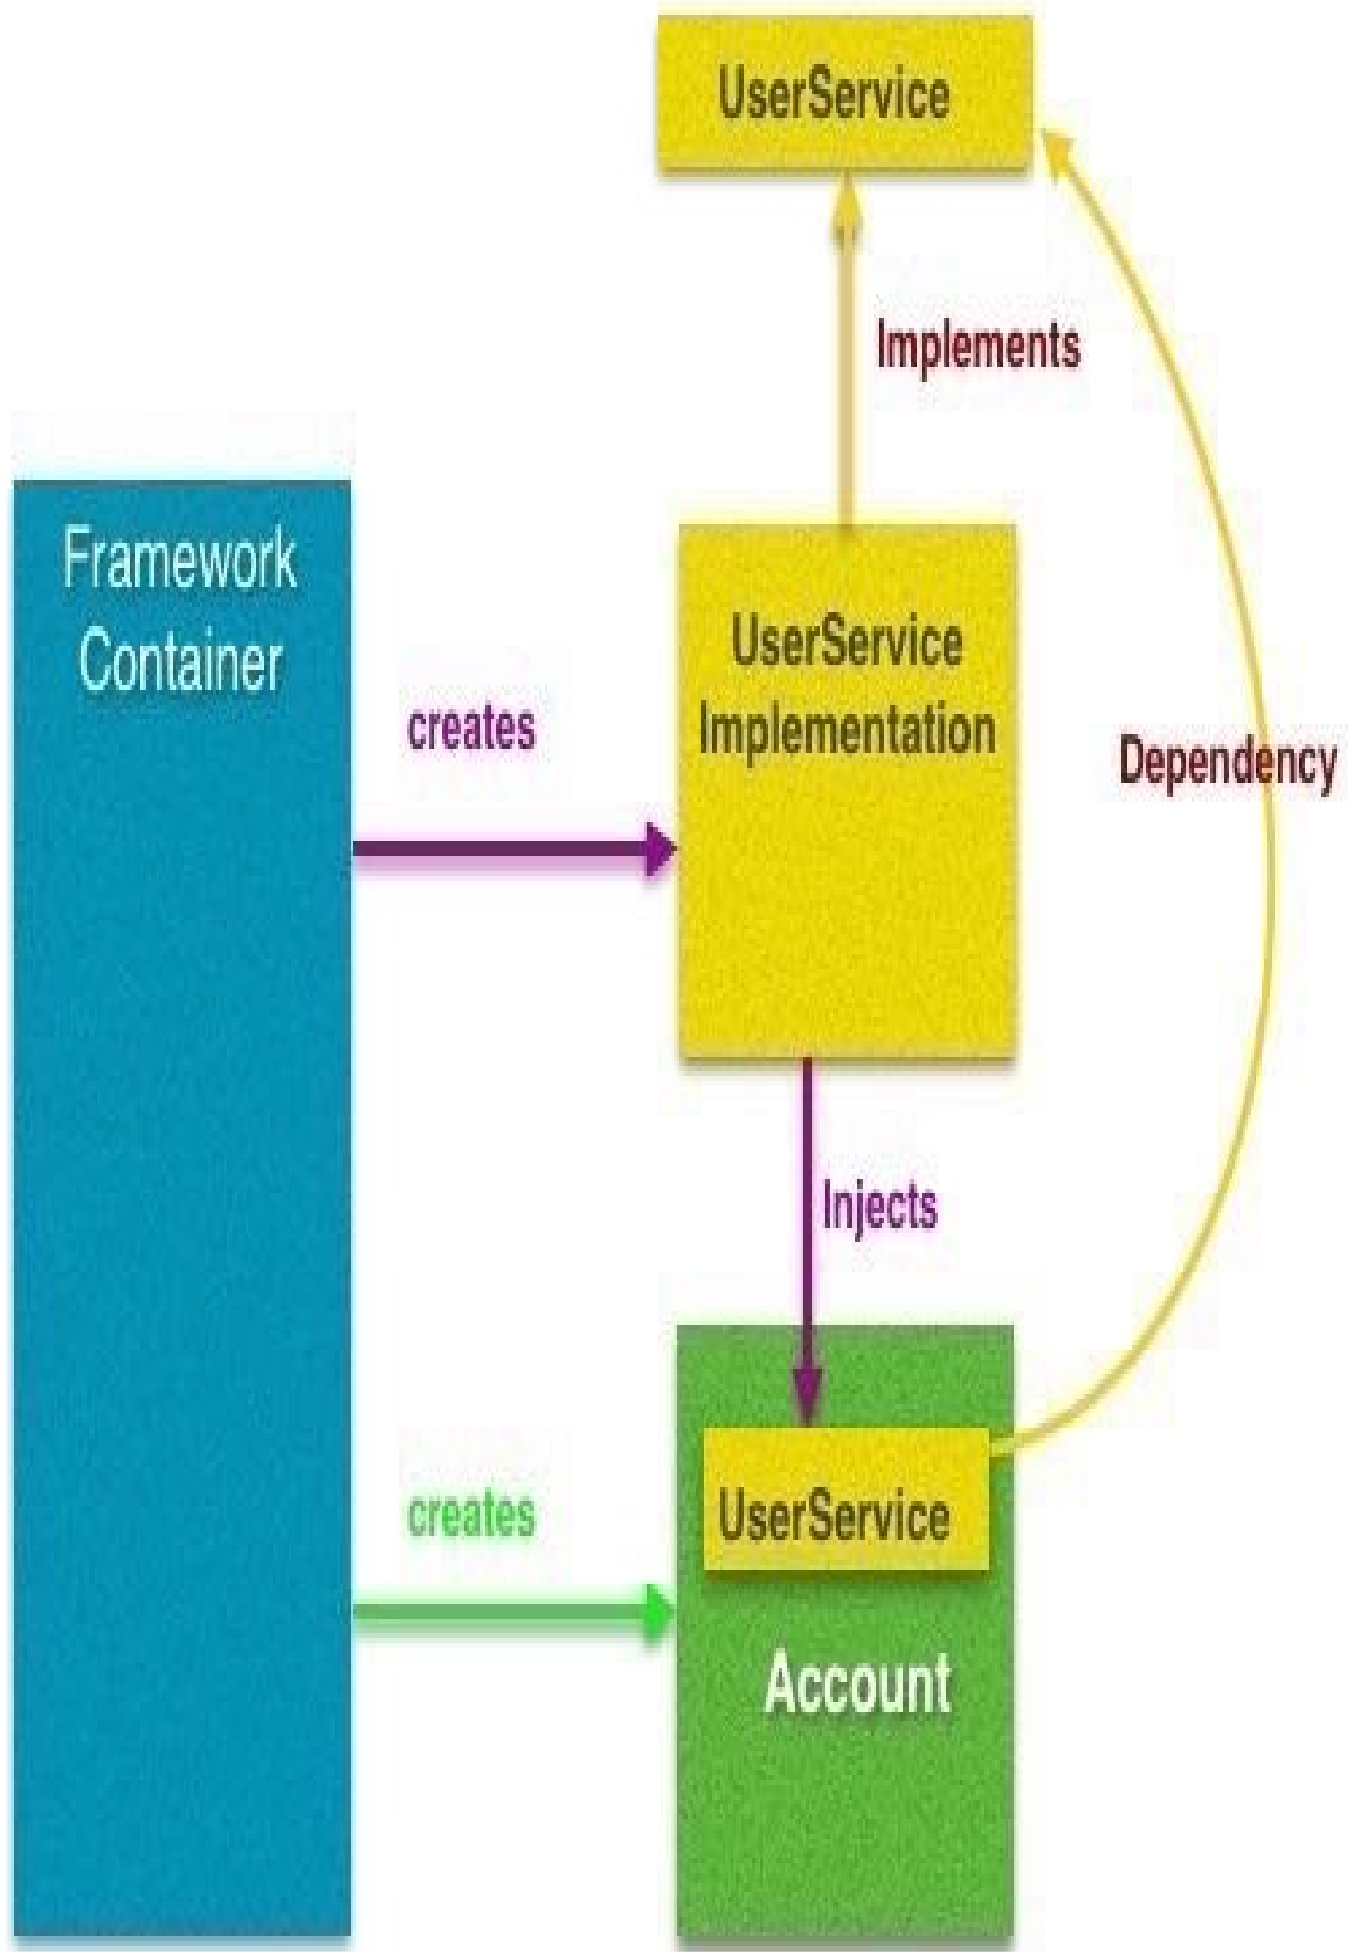 UserService
Implements
Framework
Container
creates
UserService
Implementation
Dependency
Injects
creates
UserService
Account